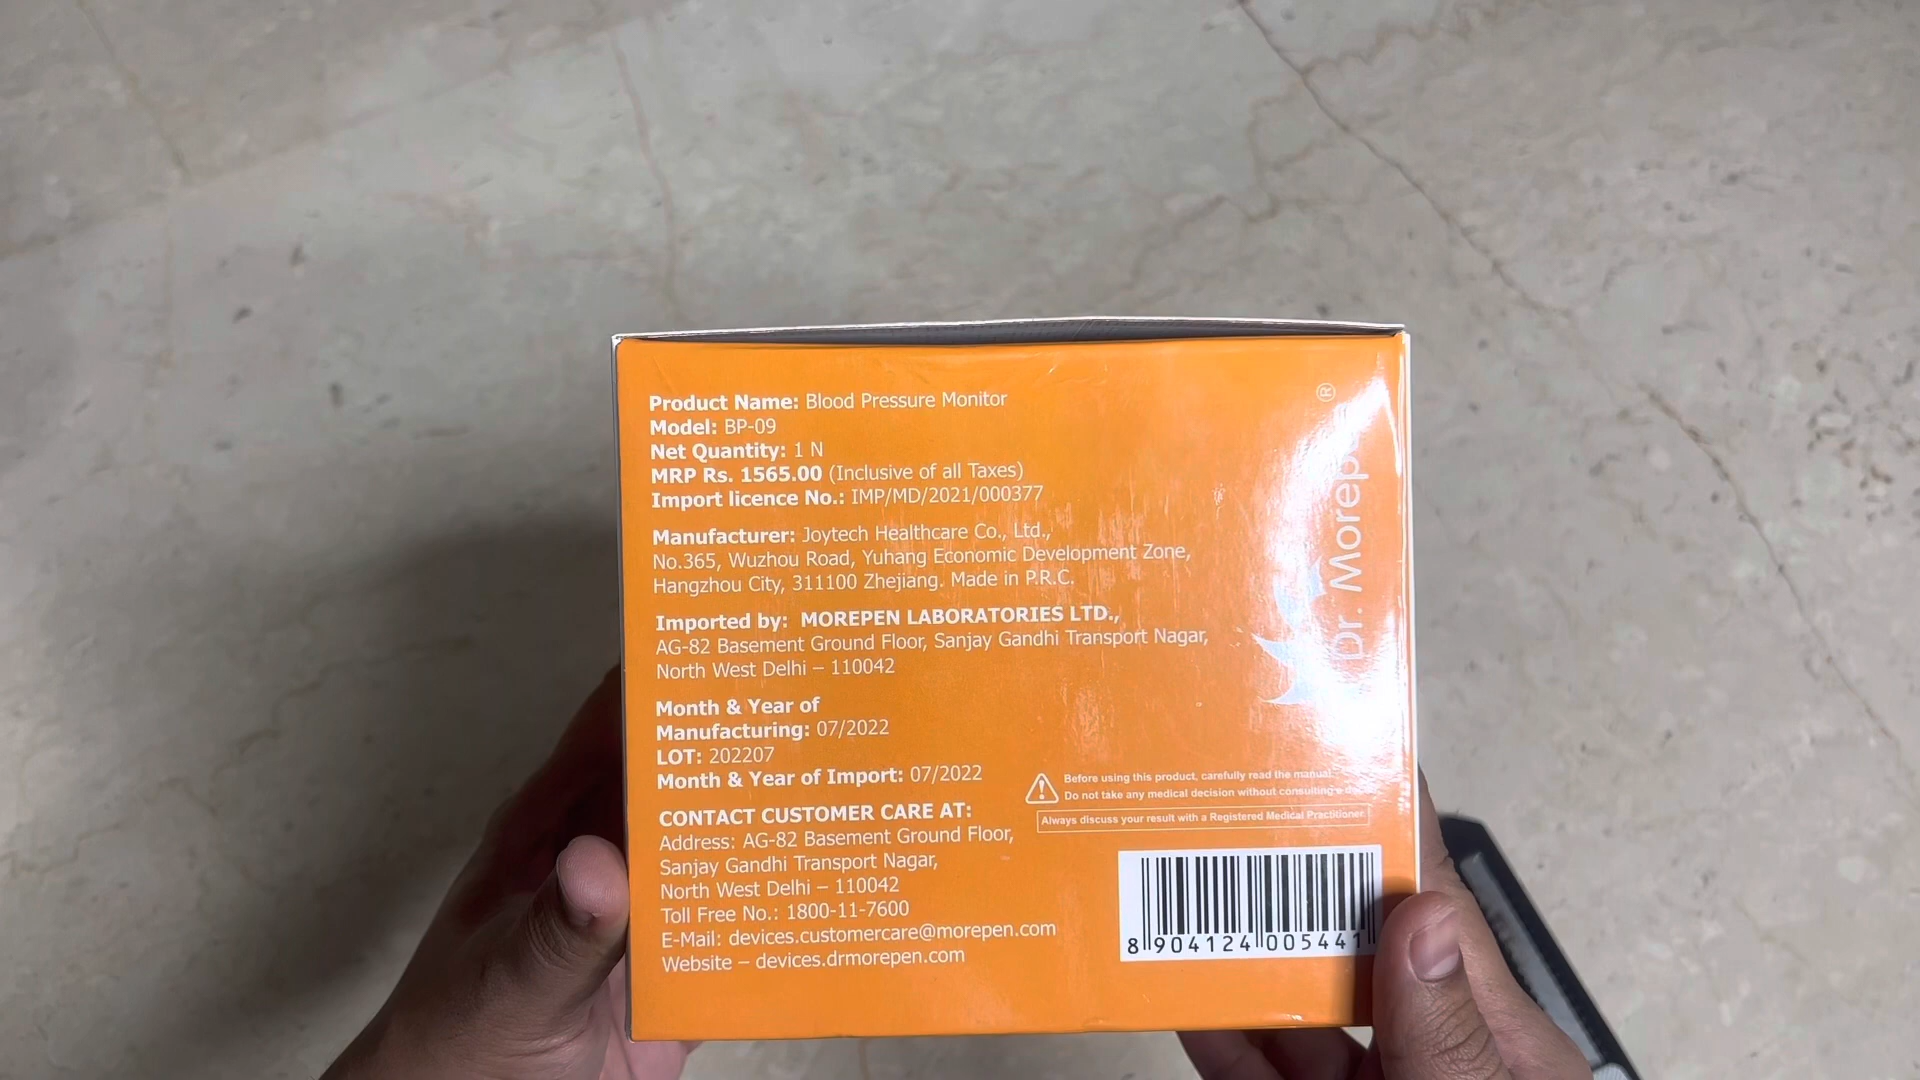 Product Name: Blood Pressure Monitor
Model: BP-09
Net Quantity: 1 N
MRP Rs. 1565.00 (Inclusive of all Taxes)
Import licence No.: IMP/MD/2021/000377
Manufacturer: Joytech Healthcare Co., Ltd.,
No.365, Wuzhou Road, Yuhang Economic Development Zone,
Hangzhou City, 311100 Zhejiang. Made in P.R.C.
Imported by: MOREPEN LABORATORIES LTD.,
AG-82 Basement Ground Floor, Sanjay Gandhi Transport Nagar,
North West Delhi – 110042
Month & Year of
Manufacturing: 07/2022
LOT: 202207
Month & Year of Import: 07/2022
CONTACT CUSTOMER CARE AT:
Address: AG-82 Basement Ground Floor,
Sanjay Gandhi Transport Nagar,
North West Delhi – 110042
Toll Free No.: 1800-11-7600
E-Mail: devices.customercare@morepen.com
Website – devices.drmorepen.com
Dr. Morep
®
Before using this product, carefully read the manual.
Do not take any medical decision without consulting a
Always discuss your result with a Registered Medical Practitioner.
8 904124 005441